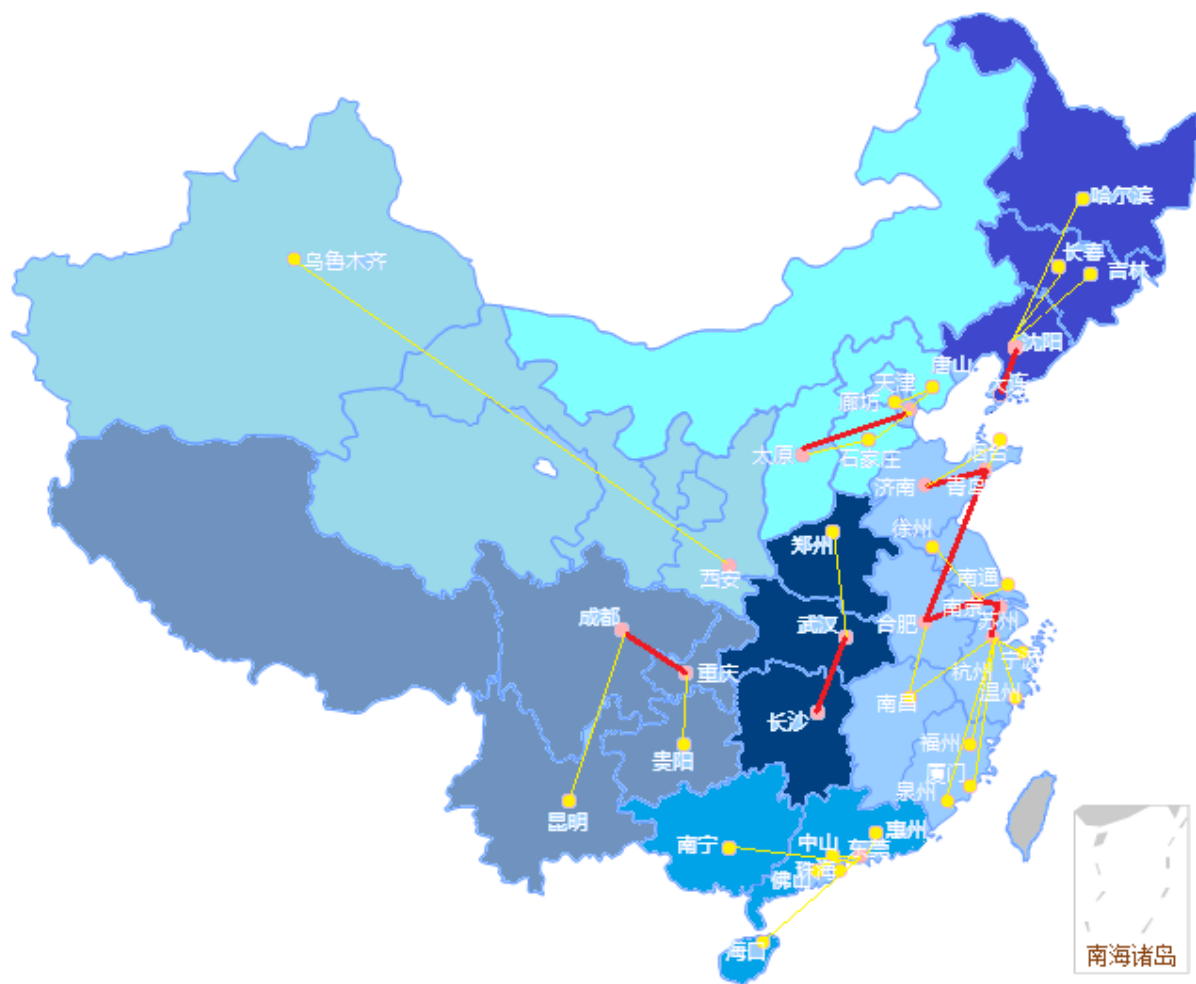 哈尔滨
长春
吉林
乌鲁木齐
沈阳
唐山
天津
大连
廊坊
太原
石家庄
烟台
济南
青岛
徐州
郑州
西安
南通
南京
成都
武汉
合肥
苏州
宁波
重庆
杭州
温州
南昌
长沙
福州
贵阳
厦门
泉州
昆明
惠州
南宁
中山
东莞
珠海
佛山
海口
南海诸岛